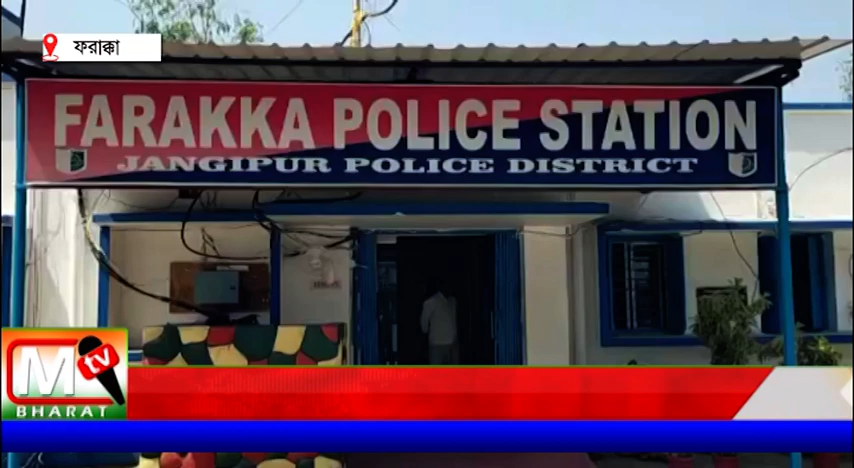 ফরাক্কা
FARAKKA POLICE STATION
JANGIPUR POLICE DISTRICT
M tv
BHARAT